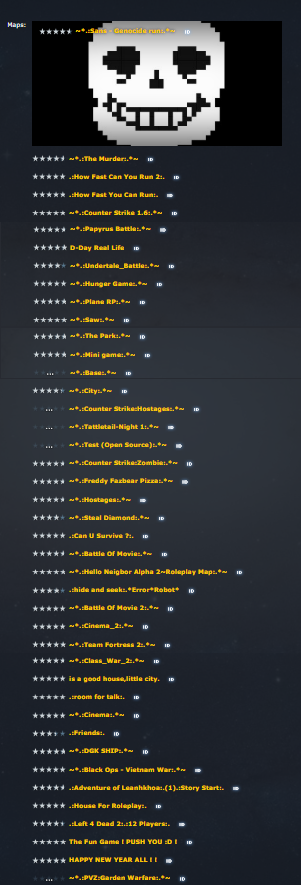 Maps:
~*.:Sans - Genocide run:.*~ ID
~*.:The Murder:.*~ ID
.:How Fast Can You Run 2:. ID
.:How Fast You Can Run:. ID
~*.:Counter Strike 1.6:.*~ ID
~*.:Papyrus Battle:.*~ ID
D-Day Real Life ID
~*.:Undertale_Battle:.*~ ID
~*.:Hunger Game:.*~ ID
~*.:Plane RP:.*~ ID
~*.:Saw:.*~ ID
~*.:The Park:.*~ ID
~*.:Mini game:.*~ ID
... ~*.:Base:.*~ ID
~*.:City:.*~ ID
... ~*.:Counter Strike:Hostages:.*~ ID
... ~*.:Tattletail-Night 1:.*~ ID
... ~*.:Test (Open Source):.*~ ID
~*.:Counter Strike:Zombie:.*~ ID
~*.:Freddy Fazbear Pizza:.*~ ID
~*.:Hostages:.*~ ID
~*.:Steal Diamond:.*~ ID
.:Can U Survive ?:. ID
~*.:Battle Of Movie:.*~ ID
~*.:Hello Neigbor Alpha 2~Roleplay Map:.*~ ID
.:hide and seek:.*Error*Robot* ID
~*.:Battle Of Movie 2:.*~ ID
~*.:Cinema_2:.*~ ID
~*.:Team Fortress 2:.*~ ID
~*.:Class_War_2:.*~ ID
is a good house,little city. ID
.:room for talk:. ID
~*.:Cinema:.*~ ID
.:Friends:. ID
~*.:DGK SHIP:.*~ ID
~*.:Black Ops - Vietnam War:.*~ ID
.:Adventure of Leanhkhoa:.(1).:Story Start:. ID
.:House For Roleplay:. ID
.:Left 4 Dead 2:.:12 Players:. ID
The Fun Game ! PUSH YOU :D ! ID
HAPPY NEW YEAR ALL ! ! ID
... ~*.:PVZ:Garden Warfare:.*~ ID